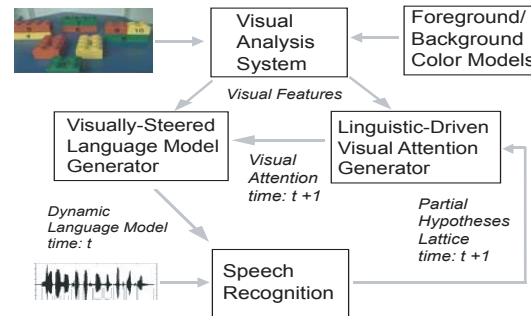 Visual
Analysis
System
Foreground/
Background
Color Models
Visual Features
Visually-Steered
Language Model
Generator
Linguistic-Driven
Visual Attention
Generator
Visual
Attention
time: t +1
Dynamic
Language Model
time: t
Partial
Hypotheses
Lattice
time: t +1
Speech
Recognition